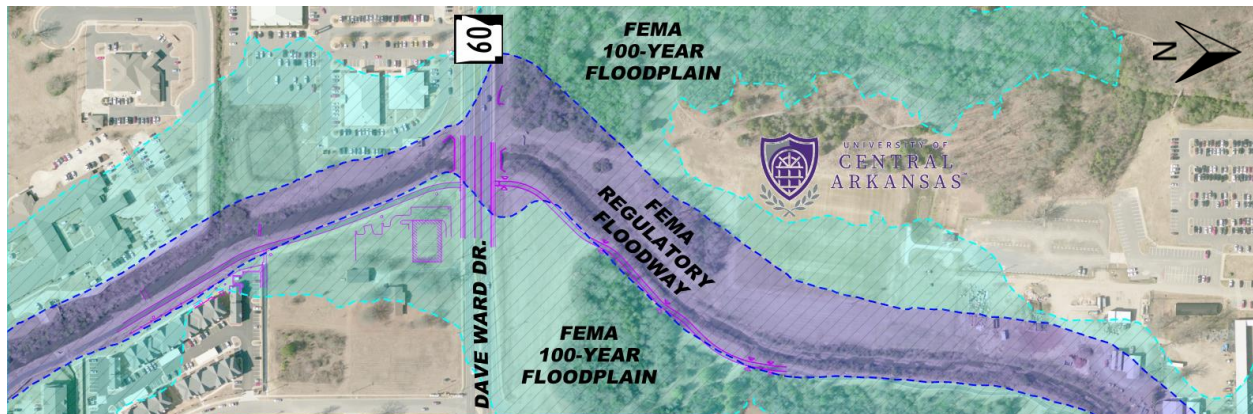 60
FEMA
100-YEAR
FLOODPLAIN
N
UNIVERSITY OF
CENTRAL
ARKANSAS
FEMA
REGULATORY
FLOODWAY
DAVE WARD DR.
FEMA
100-YEAR
FLOODPLAIN